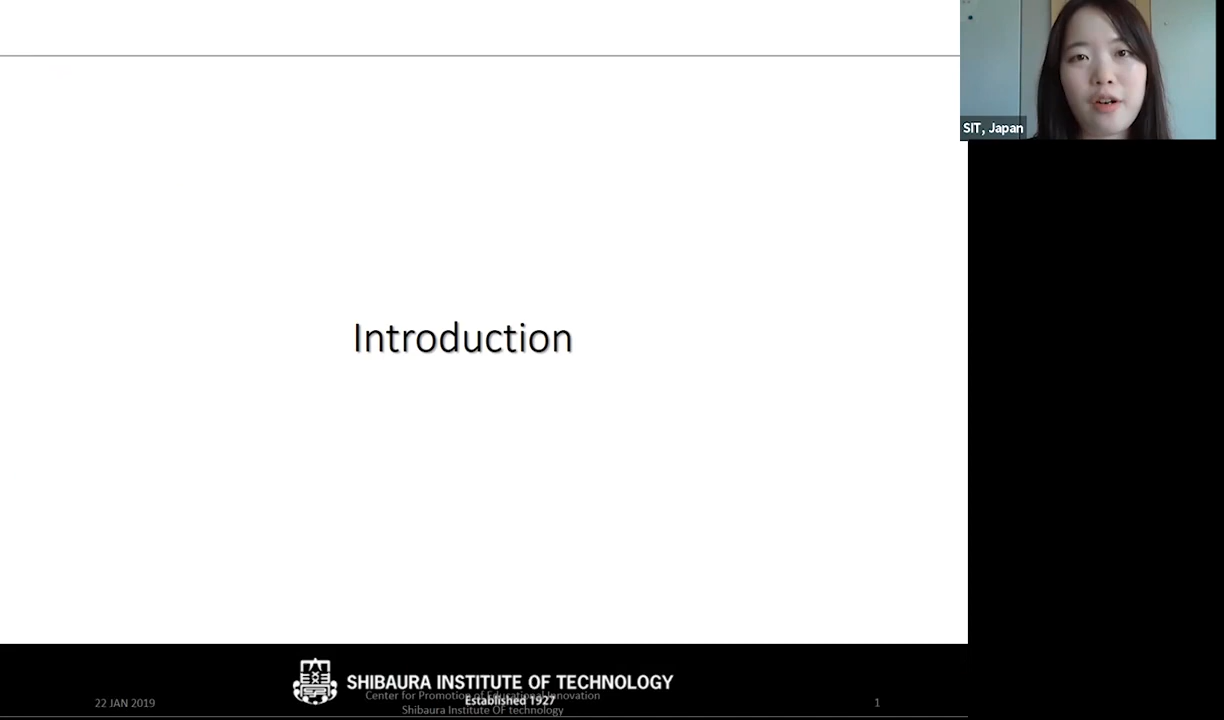 SIT, Japan
Introduction
SHIBAURA INSTITUTE OF TECHNOLOGY
Center for Promotion of Educational Innovation
Established 1927
Shibaura Institute OF technology
22 JAN 2019
1